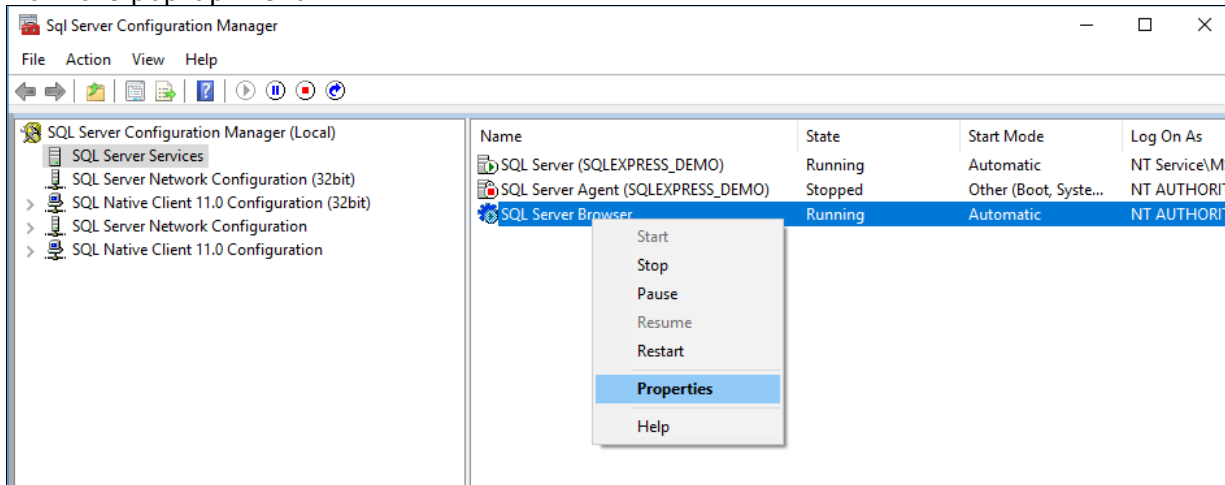 Sql Server Configuration Manager
File Action View Help
SQL Server Configuration Manager (Local)
SQL Server Services
SQL Server Network Configuration (32bit)
SQL Native Client 11.0 Configuration (32bit)
SQL Server Network Configuration
SQL Native Client 11.0 Configuration
Name State Start Mode Log On As
SQL Server (SQLEXPRESS_DEMO) Running Automatic NT Service\M
SQL Server Agent (SQLEXPRESS_DEMO) Stopped Other (Boot, Syste... NT AUTHORIT
SQL Server Browser Running Automatic NT AUTHORIT
Start
Stop
Pause
Resume
Restart
Properties
Help